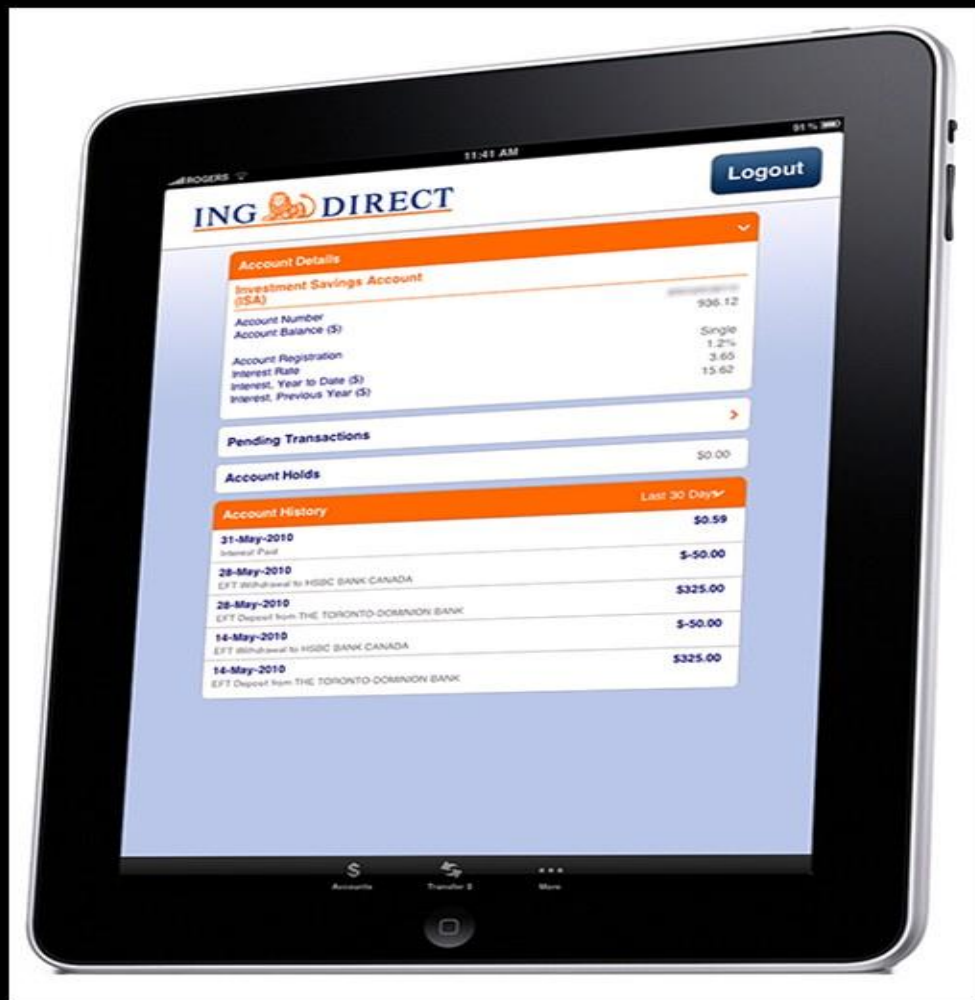 ROGERS 11:41 AM 91 %
ING DIRECT Logout
Account Details
Investment Savings Account
(ISA)
Account Number
Account Balance ($) 936.12
Account Registration Single
Interest Rate 1.2%
Interest, Year to Date ($) 3.65
Interest, Previous Year ($) 15.62
Pending Transactions
Account Holds $0.00
Account History Last 30 Days
31-May-2010 $0.59
Interest Paid
28-May-2010 $-50.00
EFT Withdrawal to HSBC BANK CANADA
28-May-2010 $325.00
EFT Deposit from THE TORONTO-DOMINION BANK
14-May-2010 $-50.00
EFT Withdrawal to HSBC BANK CANADA
14-May-2010 $325.00
EFT Deposit from THE TORONTO-DOMINION BANK
$
Accounts Transfer $ More